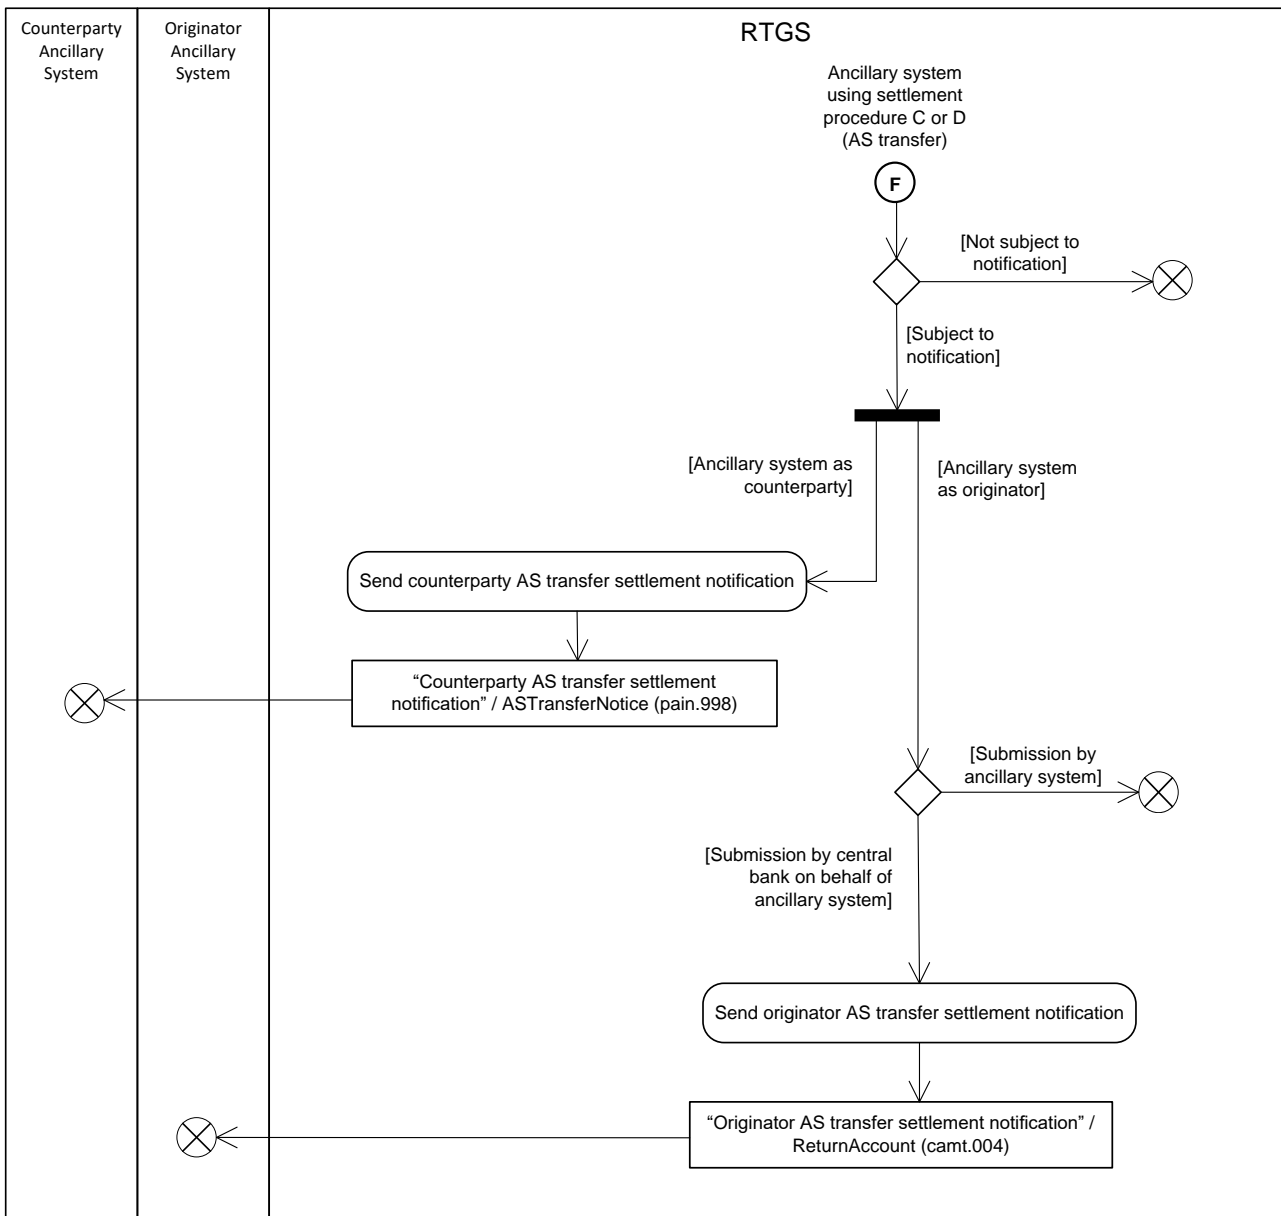 Counterparty
Ancillary
System
Originator
Ancillary
System
RTGS
Ancillary system
using settlement
procedure C or D
(AS transfer)
F
[Not subject to
notification]
[Subject to
notification]
[Ancillary system as
counterparty]
[Ancillary system
as originator]
Send counterparty AS transfer settlement notification
“Counterparty AS transfer settlement
notification” / ASTransferNotice (pain.998)
[Submission by
ancillary system]
[Submission by central
bank on behalf of
ancillary system]
Send originator AS transfer settlement notification
“Originator AS transfer settlement notification” /
ReturnAccount (camt.004)